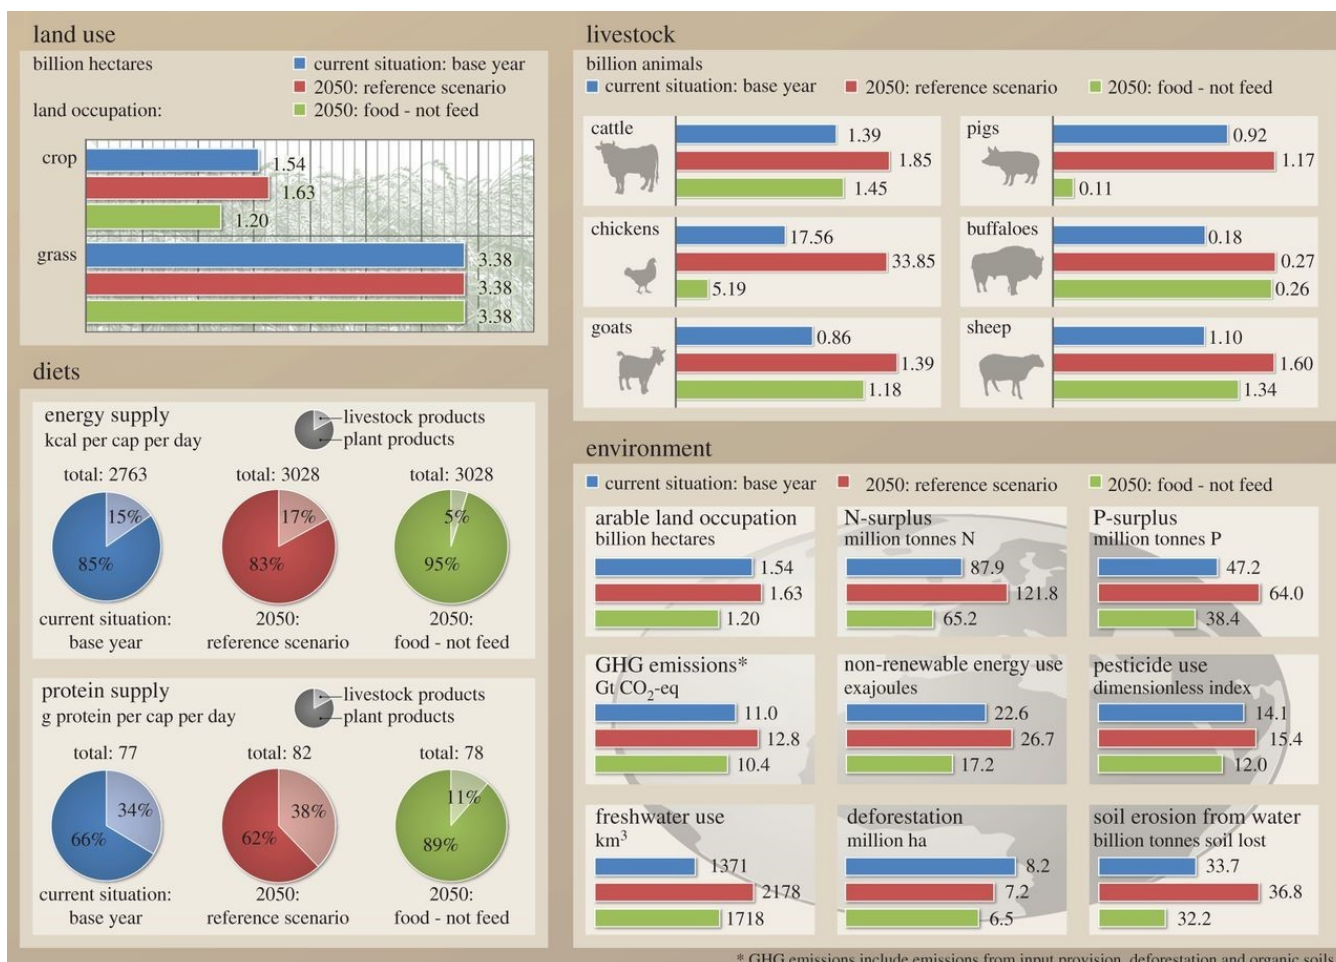 land use
billion hectares
current situation: base year
2050: reference scenario
land occupation:
2050: food - not feed
crop
1.54
1.63
1.20
grass
3.38
3.38
3.38
diets
energy supply
kcal per cap per day
livestock products
plant products
total: 2763
total: 3028
total: 3028
15%
85%
17%
83%
5%
95%
current situation:
base year
2050:
reference scenario
2050:
food - not feed
protein supply
g protein per cap per day
livestock products
plant products
total: 77
total: 82
total: 78
34%
66%
38%
62%
11%
89%
current situation:
base year
2050:
reference scenario
2050:
food - not feed
livestock
billion animals
current situation: base year
2050: reference scenario
2050: food - not feed
cattle
1.39
1.85
1.45
pigs
0.92
1.17
0.11
chickens
17.56
33.85
5.19
buffaloes
0.18
0.27
0.26
goats
0.86
1.39
1.18
sheep
1.10
1.60
1.34
environment
current situation: base year
2050: reference scenario
2050: food - not feed
arable land occupation
billion hectares
1.54
1.63
1.20
N-surplus
million tonnes N
87.9
121.8
65.2
P-surplus
million tonnes P
47.2
64.0
38.4
GHG emissions*
Gt CO₂-eq
11.0
12.8
10.4
non-renewable energy use
exajoules
22.6
26.7
17.2
pesticide use
dimensionless index
14.1
15.4
12.0
freshwater use
km³
1371
2178
1718
deforestation
million ha
8.2
7.2
6.5
soil erosion from water
billion tonnes soil lost
33.7
36.8
32.2
* GHG emissions include emissions from input provision, deforestation and organic soils